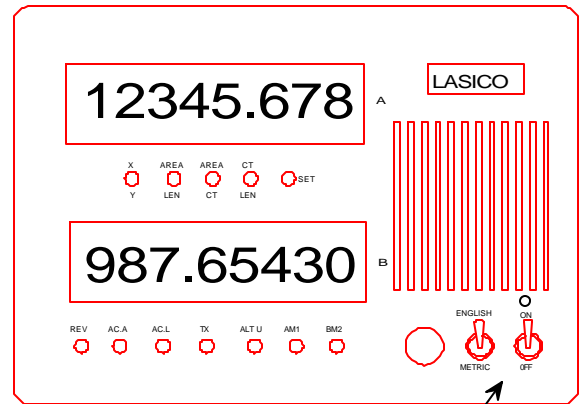 LASICO
12345.678 A
X AREA AREA CT
SET
Y LEN CT LEN
987.65430 B
ENGLISH ON
REV AC.A AC.L TX ALT U AM1 BM2
METRIC OFF